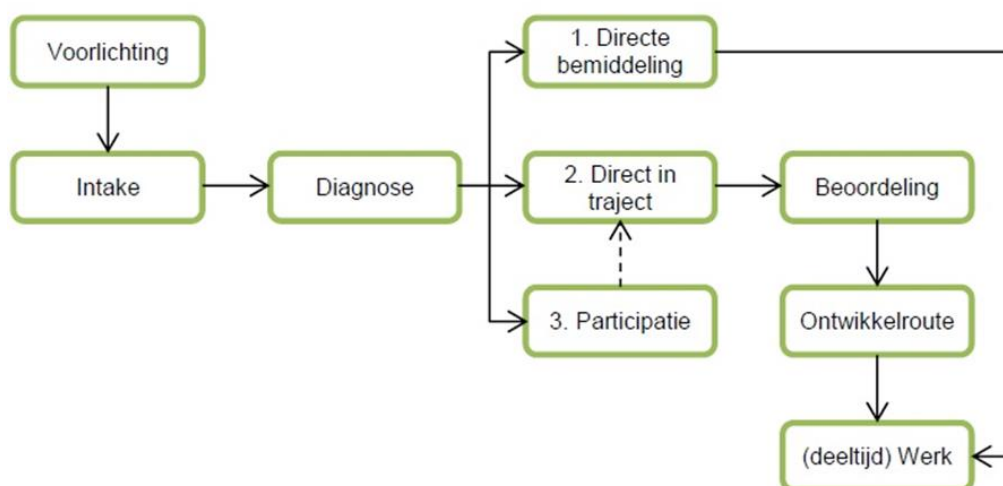 Voorlichting
1. Directe
bemiddeling
Intake
Diagnose
2. Direct in
traject
Beoordeling
3. Participatie
Ontwikkelroute
(deeltijd) Werk